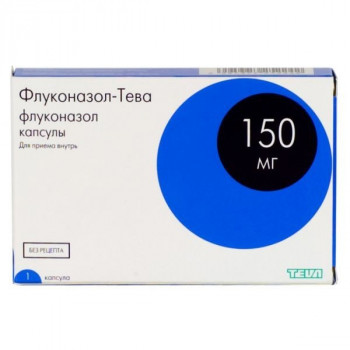 Флуконазол-Тева
флуконазол
капсулы
Для приема внутрь
150
мг
БЕЗ РЕЦЕПТА
1 капсула
TEVA